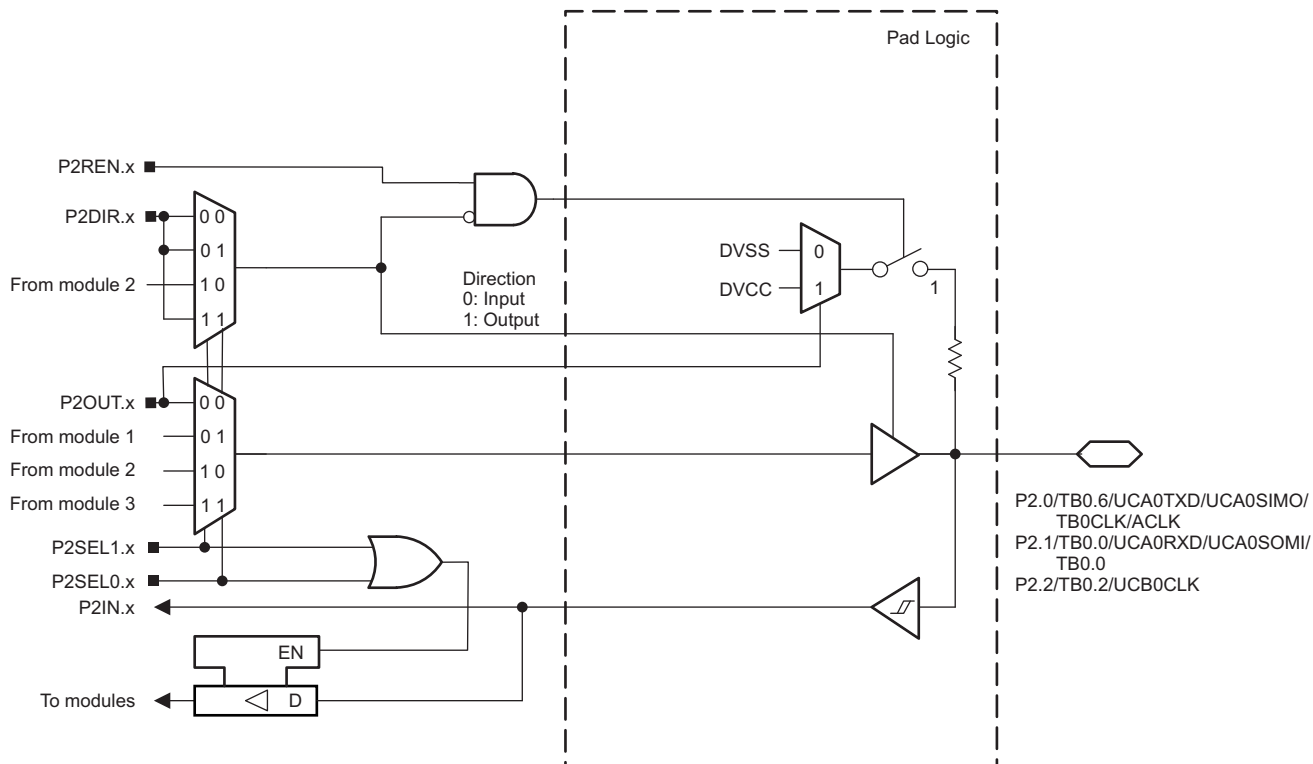 Pad Logic
P2REN.x
P2DIR.x
0 0
0 1
From module 2
1 0
1 1
Direction
0: Input
1: Output
DVSS
0
DVCC
1
1
P2OUT.x
0 0
From module 1
0 1
From module 2
1 0
From module 3
1 1
P2SEL1.x
P2SEL0.x
P2IN.x
EN
To modules
D
P2.0/TB0.6/UCA0TXD/UCA0SIMO/
TB0CLK/ACLK
P2.1/TB0.0/UCA0RXD/UCA0SOMI/
TB0.0
P2.2/TB0.2/UCB0CLK